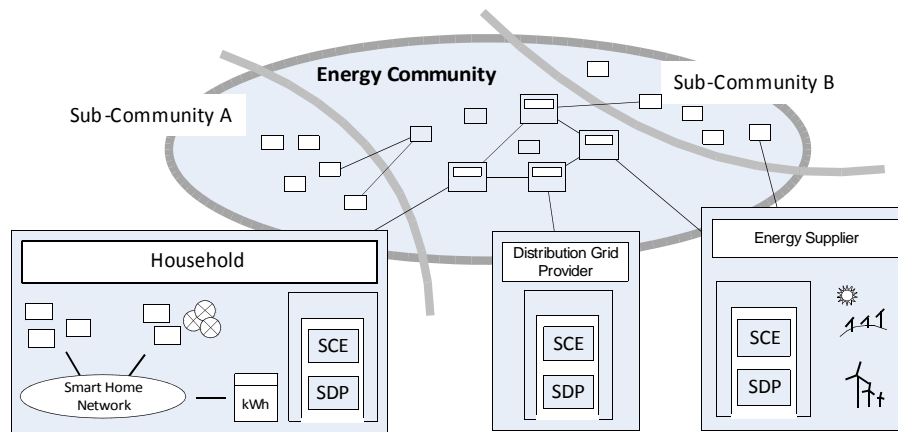 Energy Community
Sub-Community A
Sub-Community B
Household
SCE
SDP
Smart Home
Network
kWh
Distribution Grid
Provider
SCE
SDP
Energy Supplier
SCE
SDP